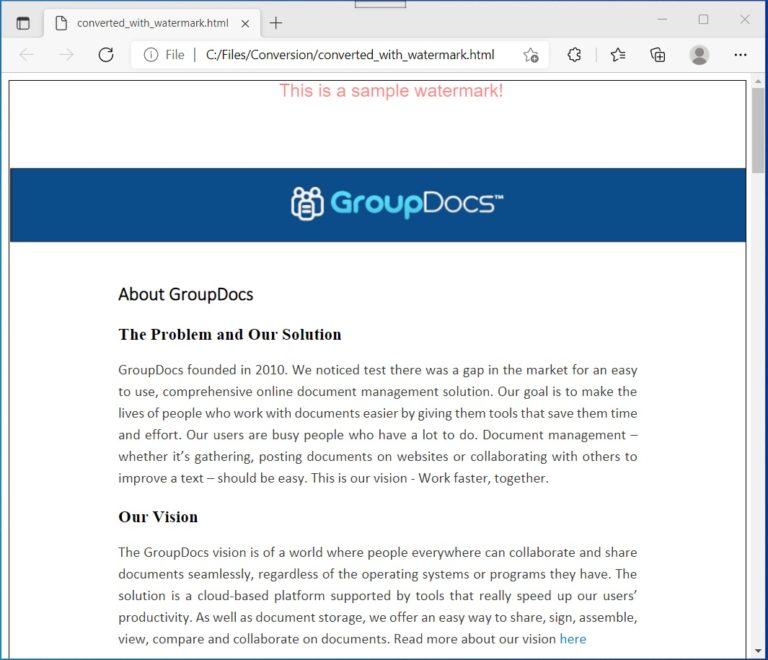 converted_with_watermark.html
File | C:/Files/Conversion/converted_with_watermark.html
This is a sample watermark!
GroupDocs™
About GroupDocs
The Problem and Our Solution
GroupDocs founded in 2010. We noticed test there was a gap in the market for an easy
to use, comprehensive online document management solution. Our goal is to make the
lives of people who work with documents easier by giving them tools that save them time
and effort. Our users are busy people who have a lot to do. Document management –
whether it’s gathering, posting documents on websites or collaborating with others to
improve a text – should be easy. This is our vision - Work faster, together.
Our Vision
The GroupDocs vision is of a world where people everywhere can collaborate and share
documents seamlessly, regardless of the operating systems or programs they have. The
solution is a cloud-based platform supported by tools that really speed up our users’
productivity. As well as document storage, we offer an easy way to share, sign, assemble,
view, compare and collaborate on documents. Read more about our vision here